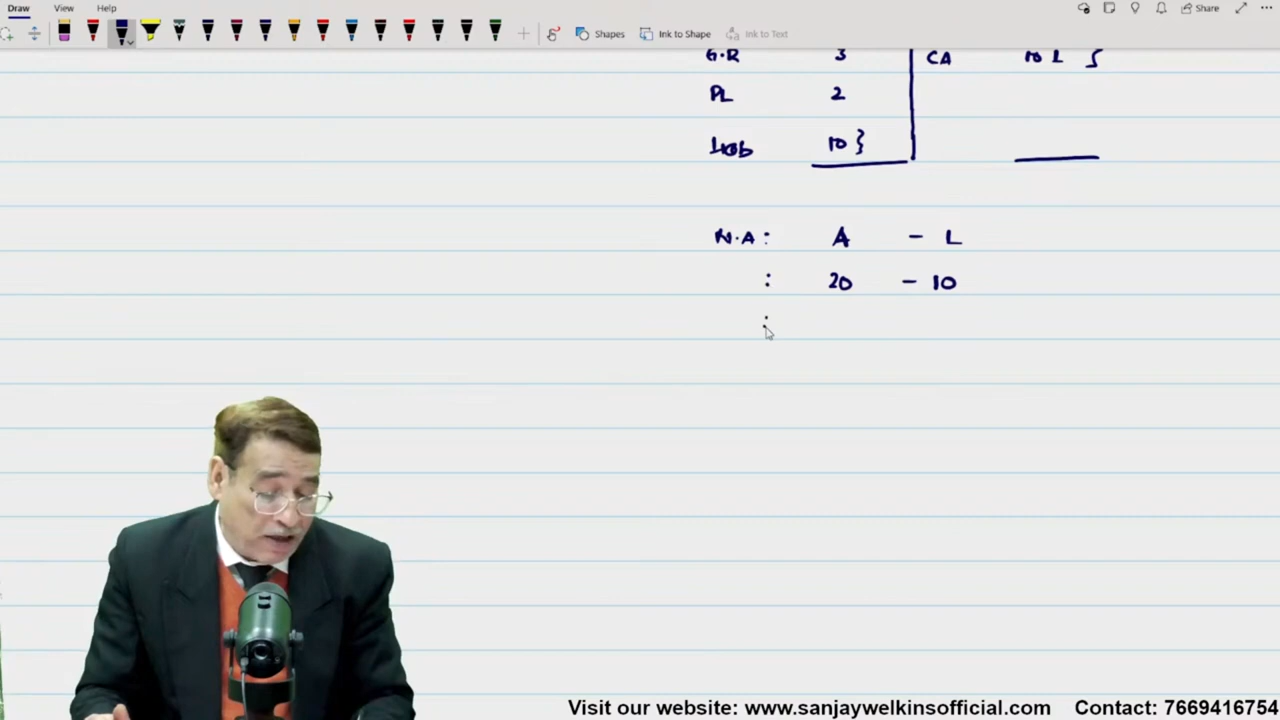 Draw View Help
Share
Shapes Ink to Shape Ink to Text
G.R 3 CA 10 L
PL 2
10 }
N.A : A - L
: 20 - 10
:
Visit our website: www.sanjaywelkinsofficial.com Contact: 7669416754